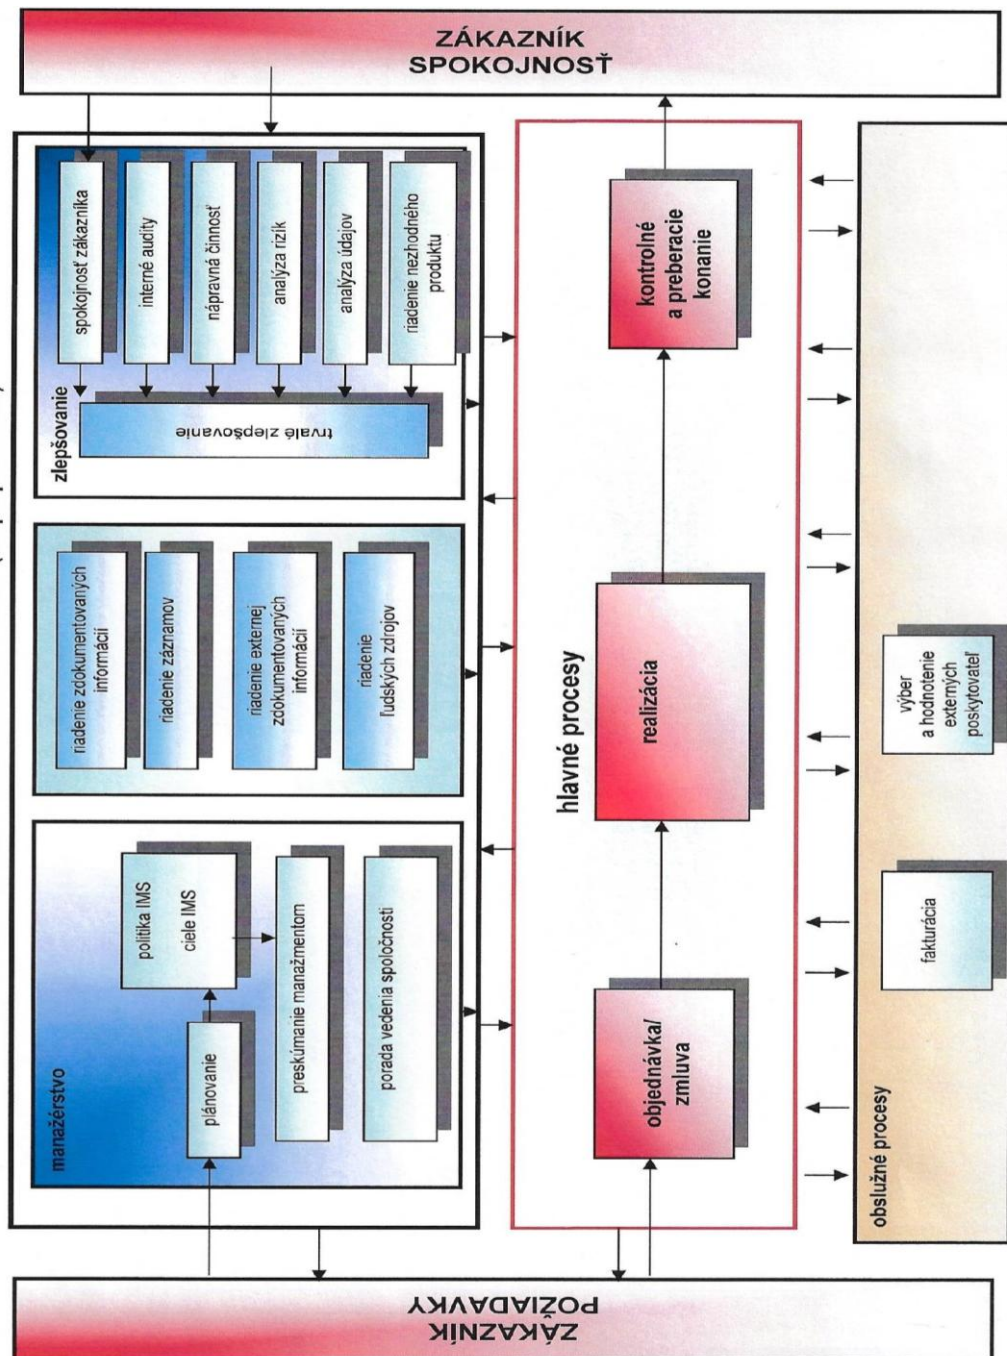 ZÁKAZNÍK
POŽIADAVKY
manažérstvo
plánovanie
politika IMS
ciele IMS
preskúmanie manažmentom
porada vedenia spoločnosti
riadenie zdokumentovaných
informácií
riadenie záznamov
riadenie externej
zdokumentovaných
informácií
riadenie
ľudských zdrojov
zlepšovanie
trvalé zlepšovanie
spokojnosť zákazníka
interné audity
nápravná činnosť
analýza rizík
analýza údajov
riadenie nezhodného
produktu
hlavné procesy
objednávka/
zmluva
realizácia
kontrolné
a preberacie
konanie
obslužné procesy
fakturácia
výber
a hodnotenie
externých
poskytovateľ
ZÁKAZNÍK
SPOKOJNOSŤ